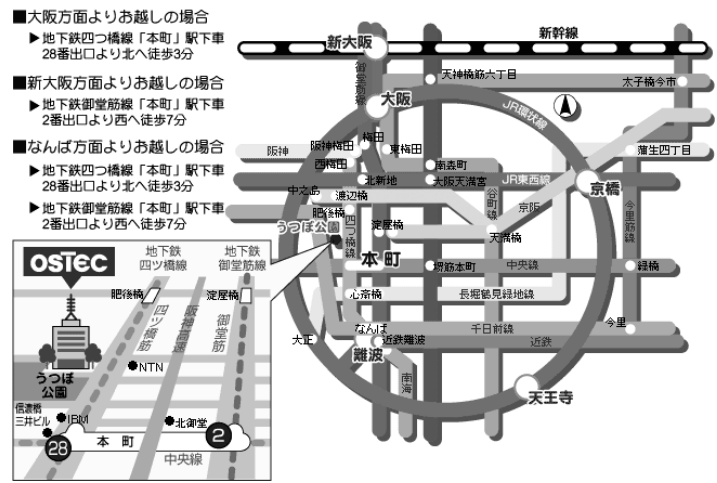 ■大阪方面よりお越しの場合
▶地下鉄四つ橋線「本町」駅下車
28番出口より北へ徒歩3分
■新大阪方面よりお越しの場合
▶地下鉄御堂筋線「本町」駅下車
2番出口より西へ徒歩7分
■なんば方面よりお越しの場合
▶地下鉄四つ橋線「本町」駅下車
28番出口より北へ徒歩3分
▶地下鉄御堂筋線「本町」駅下車
2番出口より西へ徒歩7分
新大阪
新幹線
御堂筋線
天神橋筋六丁目
太子橋今市
大阪
JR環状線
阪神
阪神梅田
梅田
東梅田
西梅田
南森町
蒲生四丁目
北新地
大阪天満宮
JR東西線
京橋
中之島
渡辺橋
谷町線
京阪
今里筋線
肥後橋
うつぼ公園
四つ橋線
淀屋橋
天満橋
本町
堺筋本町
中央線
緑橋
心斎橋
長堀鶴見緑地線
大正
なんば
千日前線
今里
近鉄難波
近鉄
難波
南海
天王寺
OSTEC
地下鉄
四ツ橋線
地下鉄
御堂筋線
肥後橋
淀屋橋
四ツ橋筋
阪神高速
御堂筋
うつぼ
公園
NTN
信濃橋
三井ビル
IBM
北御堂
28
本町
2
中央線